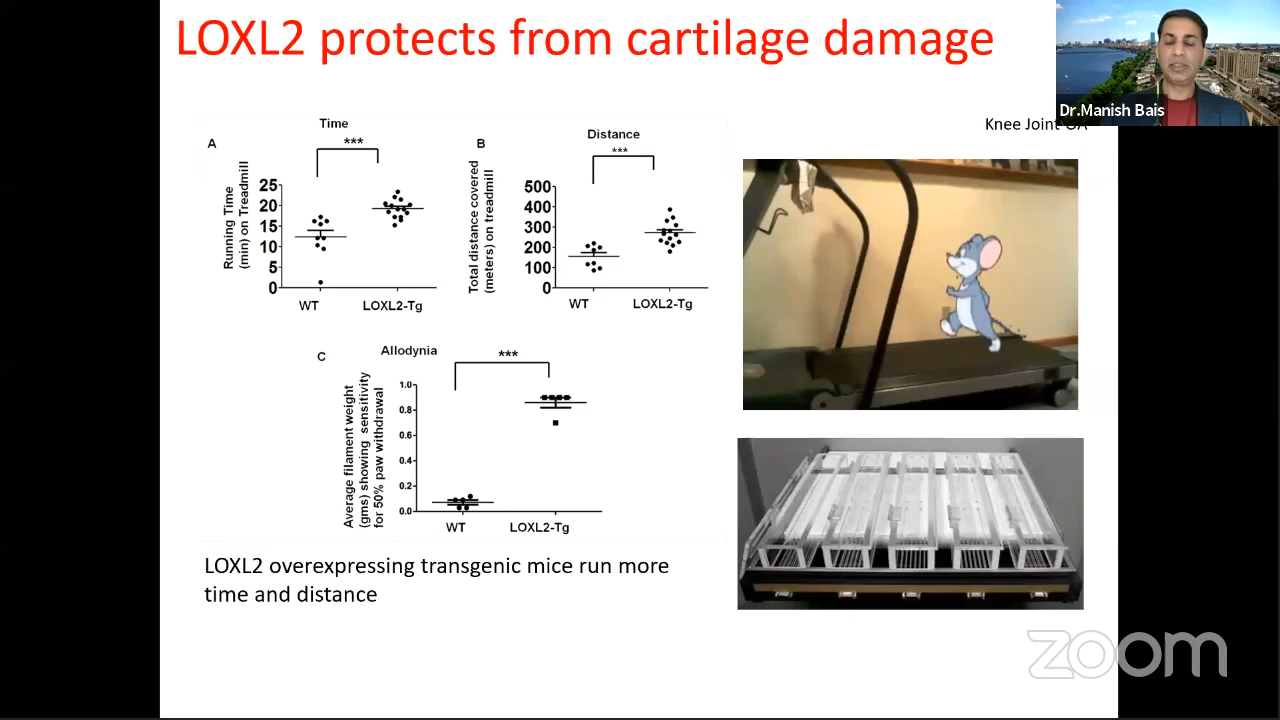 LOXL2 protects from cartilage damage
Dr.Manish Bais
Knee Joint OA
A
Time
***
Running Time
(min) on Treadmill
25
20
15
10
5
0
WT
LOXL2-Tg
B
Distance
***
Total distance covered
(meters) on treadmill
500
400
300
200
100
0
WT
LOXL2-Tg
C
Allodynia
***
Average filament weight
(gms) showing sensitivity
for 50% paw withdrawal
1.0
0.8
0.6
0.4
0.2
0.0
WT
LOXL2-Tg
LOXL2 overexpressing transgenic mice run more
time and distance
zoom